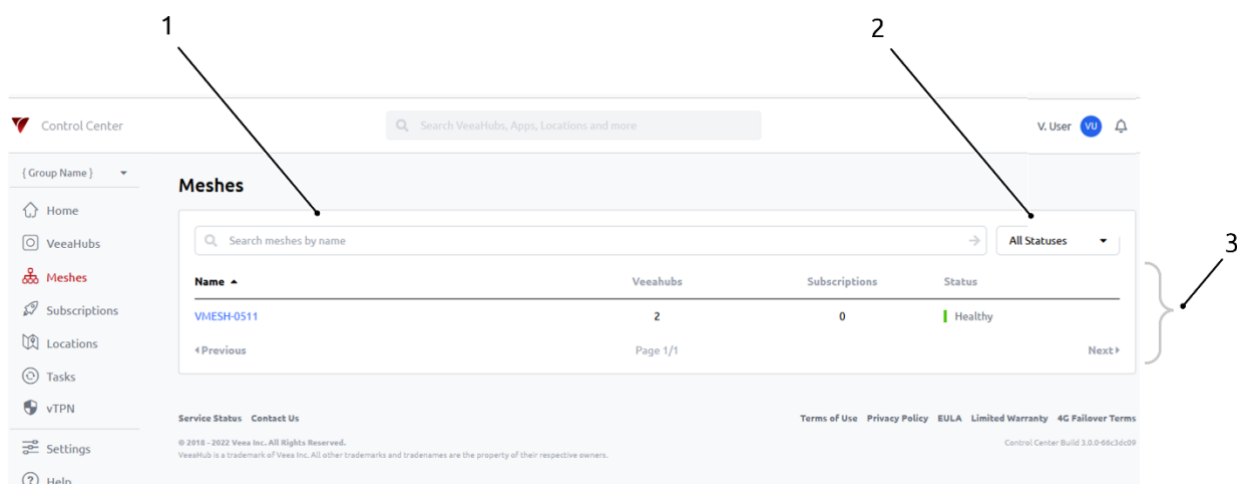 1
2
Control Center
Search VeeaHubs, Apps, Locations and more
V. User VU
{ Group Name }
Meshes
Home
VeeaHubs
Meshes
Subscriptions
Locations
Tasks
vTPN
Settings
Help
Search meshes by name
All Statuses
3
Name Veeahubs Subscriptions Status
VMESH-0511 2 0 Healthy
Previous Page 1/1 Next
Service Status Contact Us
Terms of Use Privacy Policy EULA Limited Warranty 4G Failover Terms
© 2018 - 2022 Veea Inc. All Rights Reserved.
VeeaHub is a trademark of Veea Inc. All other trademarks and tradenames are the property of their respective owners.
Control Center Build 3.0.0-66c3dc09